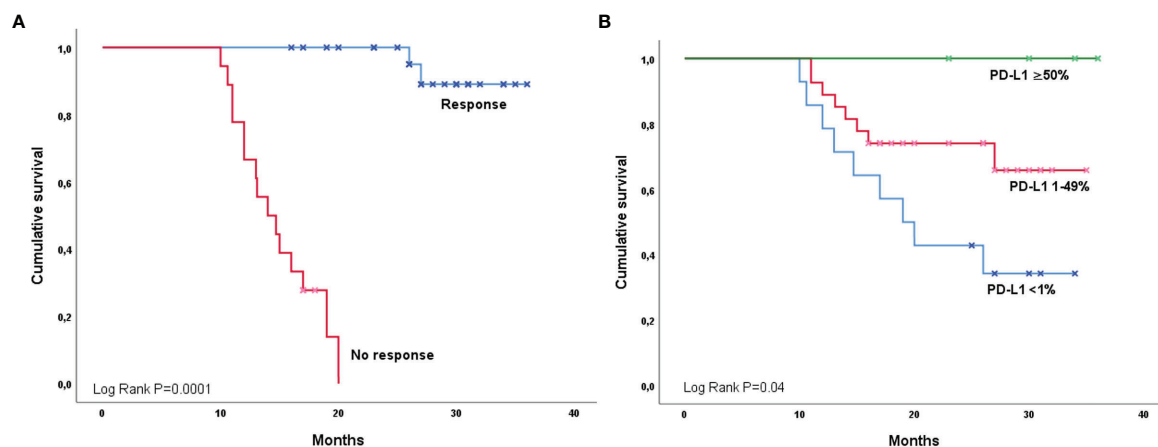 A
Cumulative survival
1,0
0,8
0,6
0,4
0,2
0,0
Response
No response
Log Rank P=0.0001
0 10 20 30 40
Months
B
Cumulative survival
1,0
0,8
0,6
0,4
0,2
0,0
PD-L1 ≥50%
PD-L1 1-49%
PD-L1 <1%
Log Rank P=0.04
0 10 20 30 40
Months